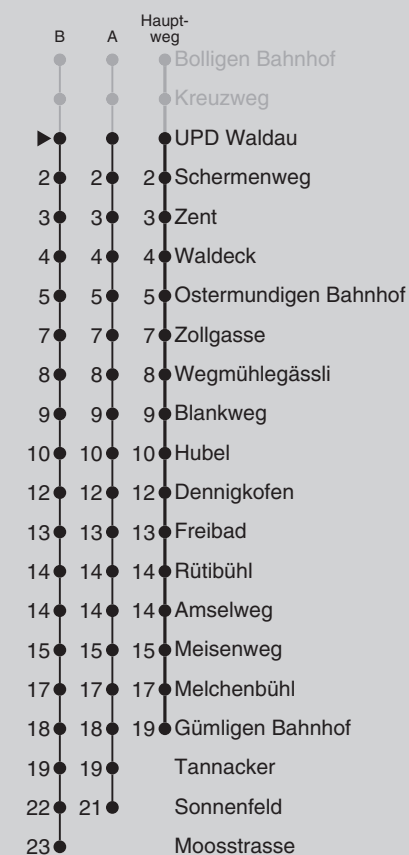 Haupt-
B A weg
Bolligen Bahnhof
Kreuzweg
UPD Waldau
2 2 2 Schermenweg
3 3 3 Zent
4 4 4 Waldeck
5 5 5 Ostermundigen Bahnhof
7 7 7 Zollgasse
8 8 8 Wegmühlegässli
9 9 9 Blankweg
10 10 10 Hubel
12 12 12 Dennigkofen
13 13 13 Freibad
14 14 14 Rütibühl
14 14 14 Amselweg
15 15 15 Meisenweg
17 17 17 Melchenbühl
18 18 19 Gümligen Bahnhof
19 19 Tannacker
22 21 Sonnenfeld
23 Moosstrasse